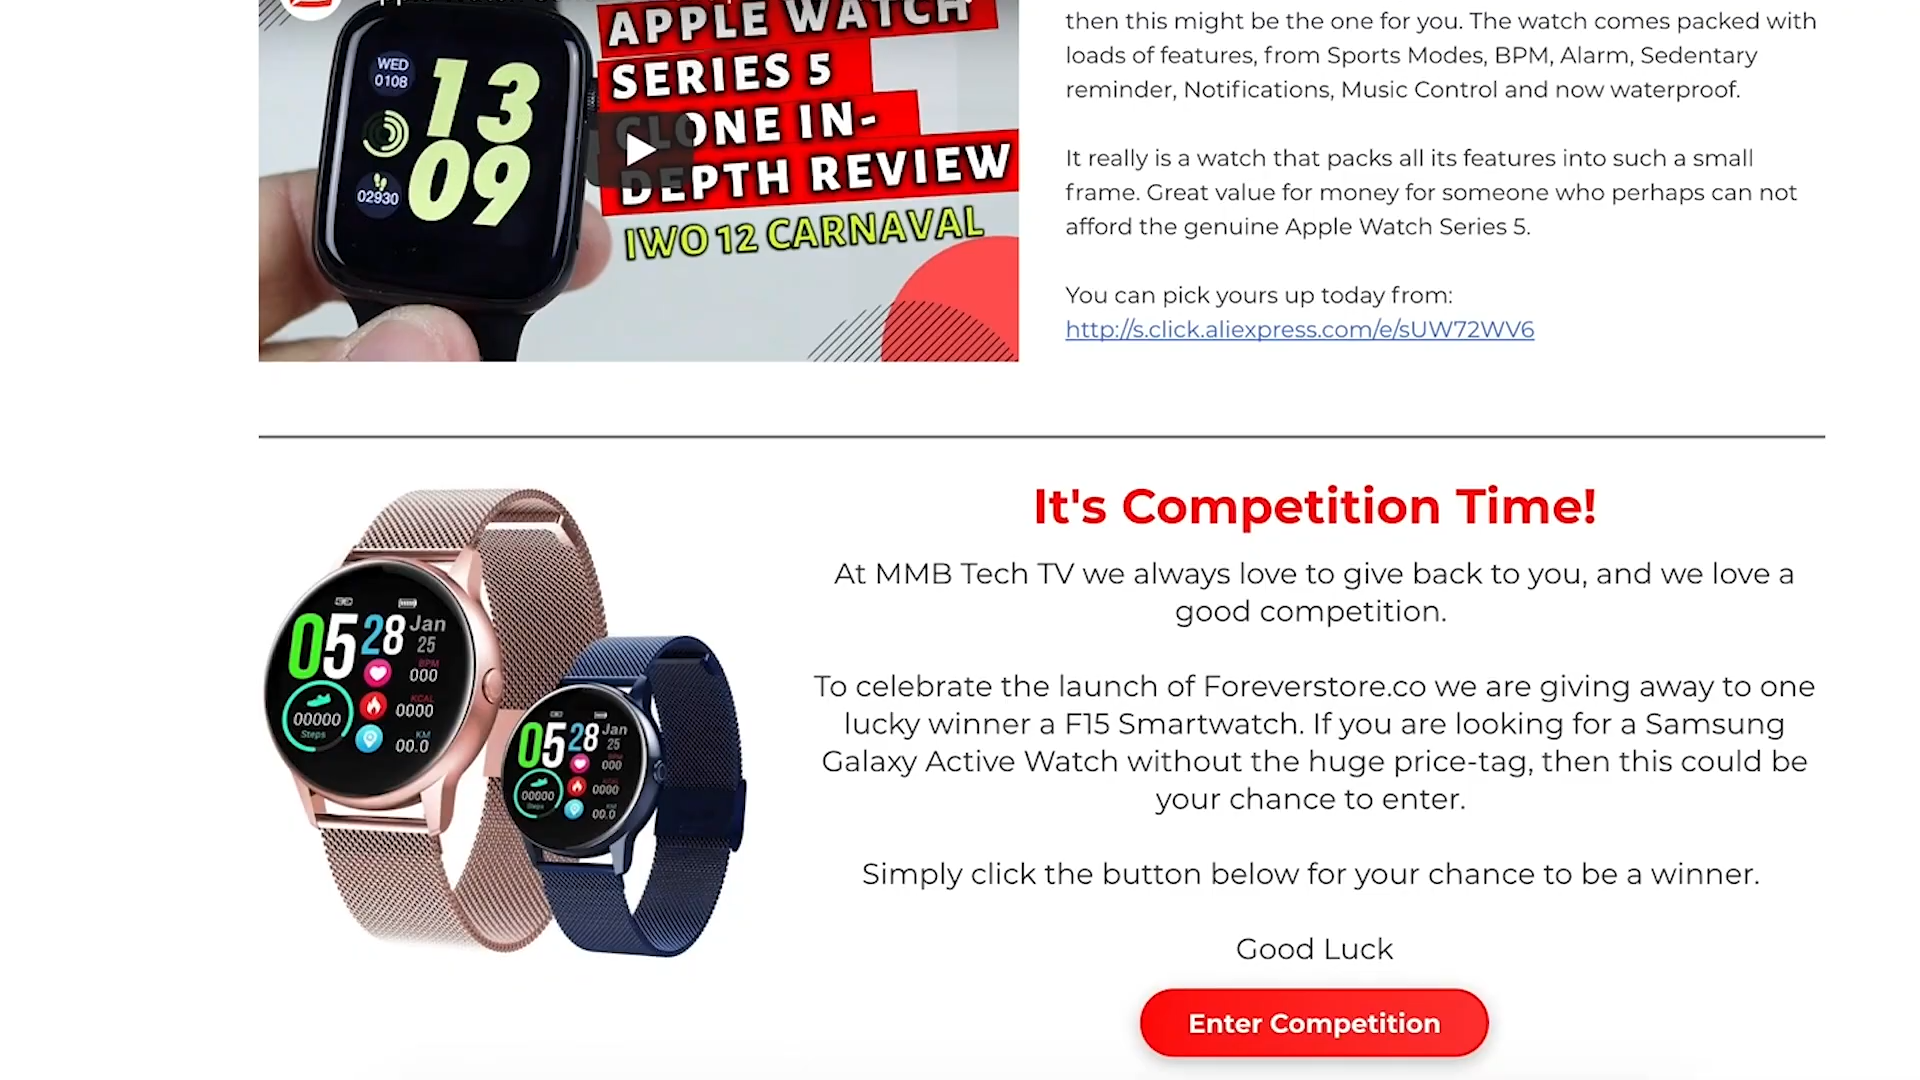 APPLE WATCH
SERIES 5
CLONE IN-
DEPTH REVIEW
IWO 12 CARNAVAL
WED
0108
13
09
02930
then this might be the one for you. The watch comes packed with
loads of features, from Sports Modes, BPM, Alarm, Sedentary
reminder, Notifications, Music Control and now waterproof.
It really is a watch that packs all its features into such a small
frame. Great value for money for someone who perhaps can not
afford the genuine Apple Watch Series 5.
You can pick yours up today from:
http://s.click.aliexpress.com/e/sUW72WV6
05 28 Jan
25
BPM
000
KCAL
0000
00000
Steps
KM
00.0
05 28 Jan
25
BPM
000
KCAL
0000
00000
Steps
KM
00.0
It's Competition Time!
At MMB Tech TV we always love to give back to you, and we love a
good competition.
To celebrate the launch of Foreverstore.co we are giving away to one
lucky winner a F15 Smartwatch. If you are looking for a Samsung
Galaxy Active Watch without the huge price-tag, then this could be
your chance to enter.
Simply click the button below for your chance to be a winner.
Good Luck
Enter Competition